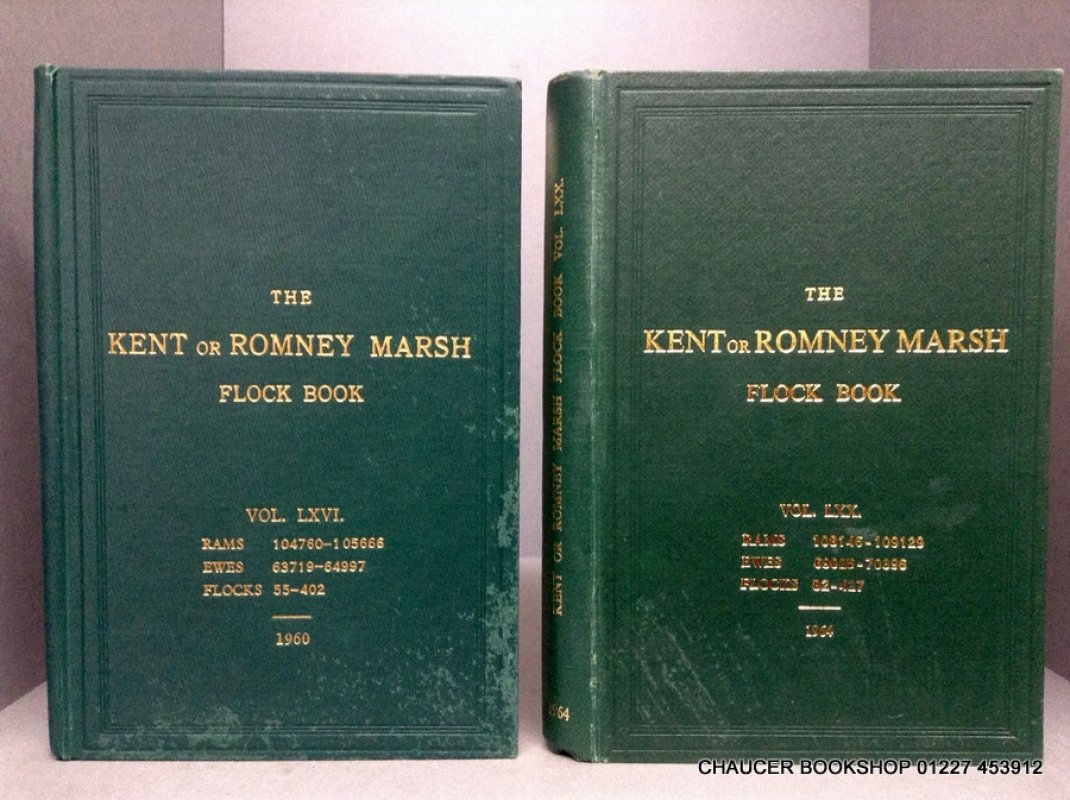 THE
KENT OR ROMNEY MARSH
FLOCK BOOK
VOL. LXVI.
RAMS 104760-105666
EWES 63719-64997
FLOCKS 55-402
1960
KENT OR ROMNEY MARSH FLOCK BOOK VOL. LXX.
1964
THE
KENT OR ROMNEY MARSH
FLOCK BOOK
VOL. LXX.
RAMS 108146-109129
EWES
FLOCKS
1964
CHAUCER BOOKSHOP 01227 453912